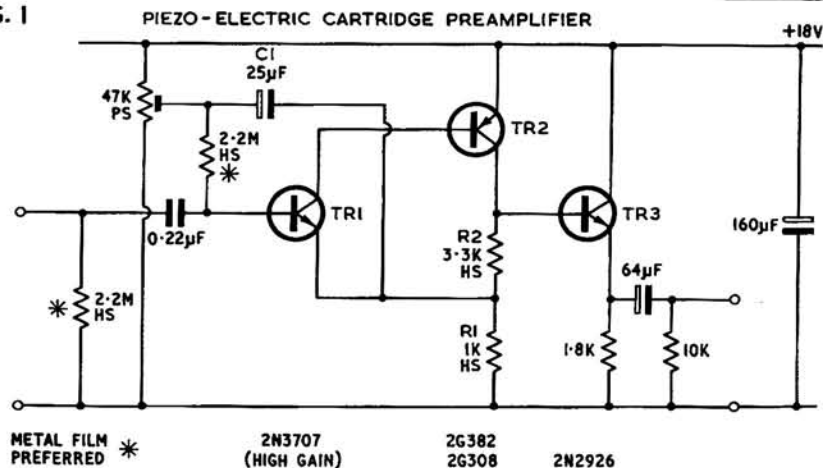 G. 1
PIEZO-ELECTRIC CARTRIDGE PREAMPLIFIER
+18V
C1
25µF
47K
PS
2·2M
HS
*
TR2
TR1
TR3
0·22µF
R2
3·3K
HS
160µF
64µF
*
2·2M
HS
R1
1K
HS
1·8K
10K
METAL FILM
PREFERRED *
2N3707
(HIGH GAIN)
2G382
2G308
2N2926